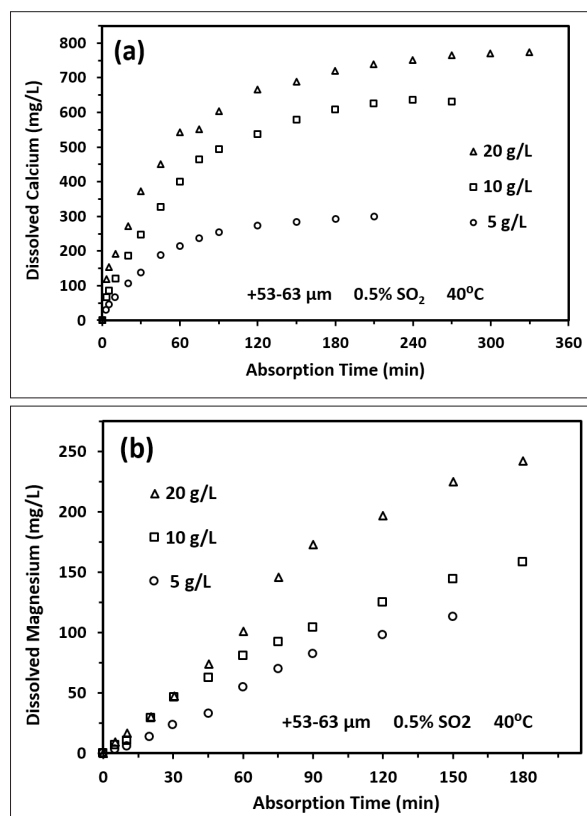 (a)
Dissolved Calcium (mg/L)
800
700
600
500
400
300
200
100
0
△ 20 g/L
□ 10 g/L
○ 5 g/L
+53-63 µm 0.5% SO₂ 40⁰C
0 60 120 180 240 300 360
Absorption Time (min)
(b)
Dissolved Magnesium (mg/L)
250
200
150
100
50
0
△ 20 g/L
□ 10 g/L
○ 5 g/L
+53-63 µm 0.5% SO2 40⁰C
0 30 60 90 120 150 180
Absorption Time (min)